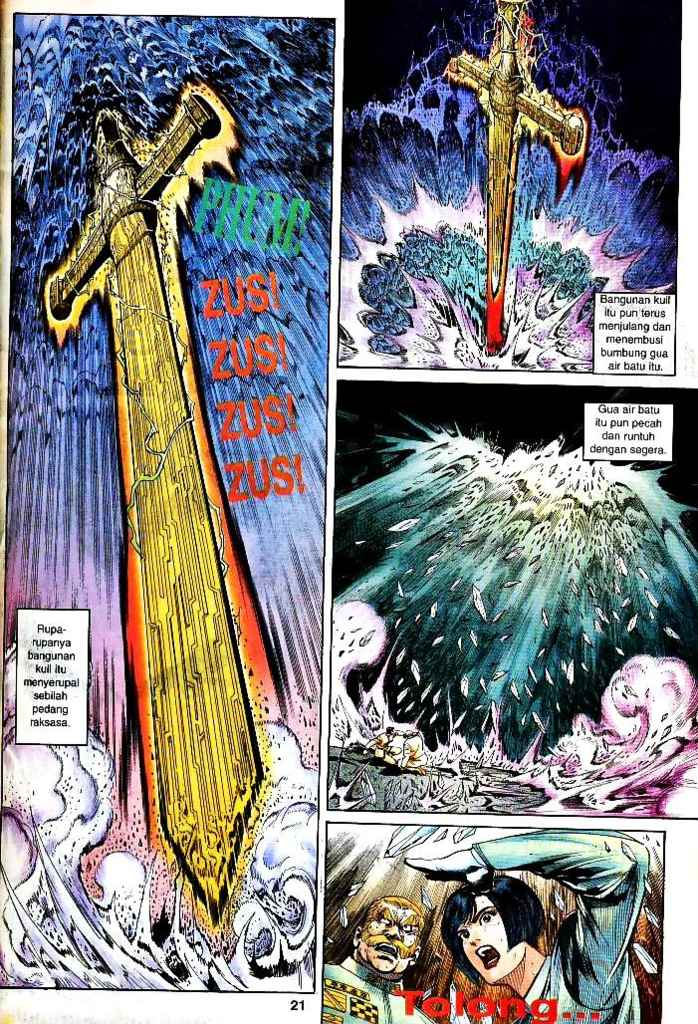 PHUM!
ZUS!
ZUS!
ZUS!
ZUS!
Rupa-
rupanya
bangunan
kuil itu
menyerupai
sebilah
pedang
raksasa.
Bangunan kuil
itu pun terus
menjulang dan
menembusi
bumbung gua
air batu itu.
Gua air batu
itu pun pecah
dan runtuh
dengan segera.
Tolong...
21